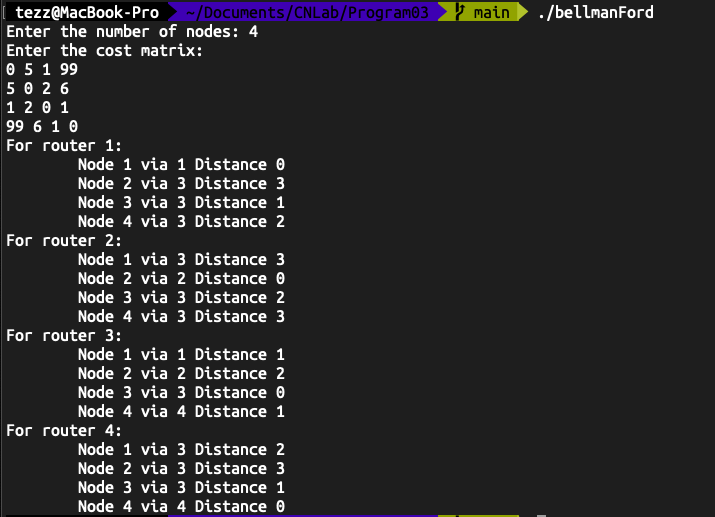 tezz@MacBook-Pro ~/Documents/CNLab/Program03 main ./bellmanFord
Enter the number of nodes: 4
Enter the cost matrix:
0 5 1 99
5 0 2 6
1 2 0 1
99 6 1 0
For router 1:
Node 1 via 1 Distance 0
Node 2 via 3 Distance 3
Node 3 via 3 Distance 1
Node 4 via 3 Distance 2
For router 2:
Node 1 via 3 Distance 3
Node 2 via 2 Distance 0
Node 3 via 3 Distance 2
Node 4 via 3 Distance 3
For router 3:
Node 1 via 1 Distance 1
Node 2 via 2 Distance 2
Node 3 via 3 Distance 0
Node 4 via 4 Distance 1
For router 4:
Node 1 via 3 Distance 2
Node 2 via 3 Distance 3
Node 3 via 3 Distance 1
Node 4 via 4 Distance 0